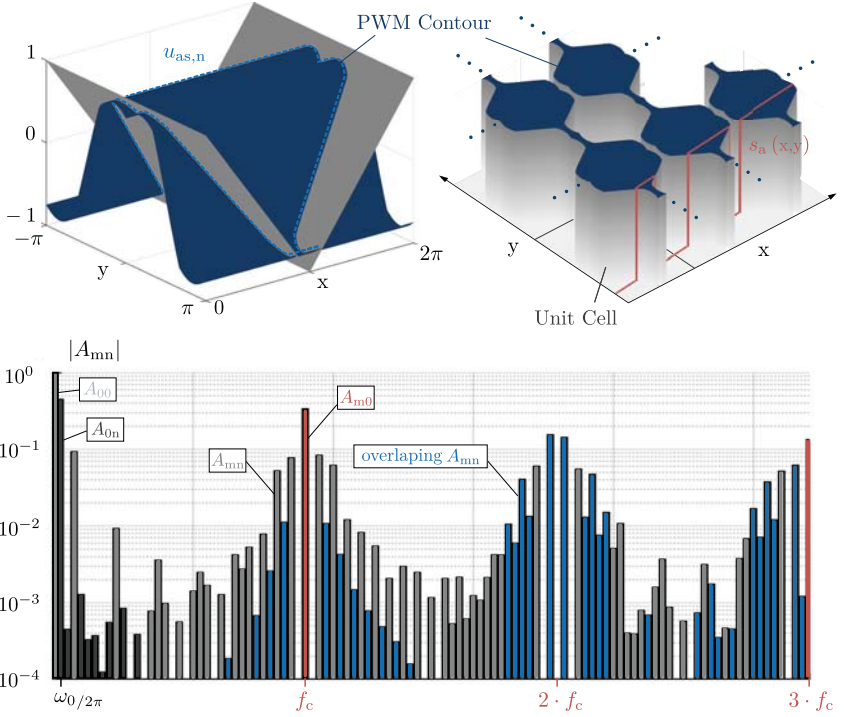 PWM Contour
u_as,n
1
0
− 1
−π
y
π
0
x
2π
s_a (x,y)
y
x
Unit Cell
|A_mn|
10^0
10^−1
10^−2
10^−3
10^−4
A_00
A_0n
A_mn
A_m0
overlaping A_mn
ω_0/2π
f_c
2 · f_c
3 · f_c